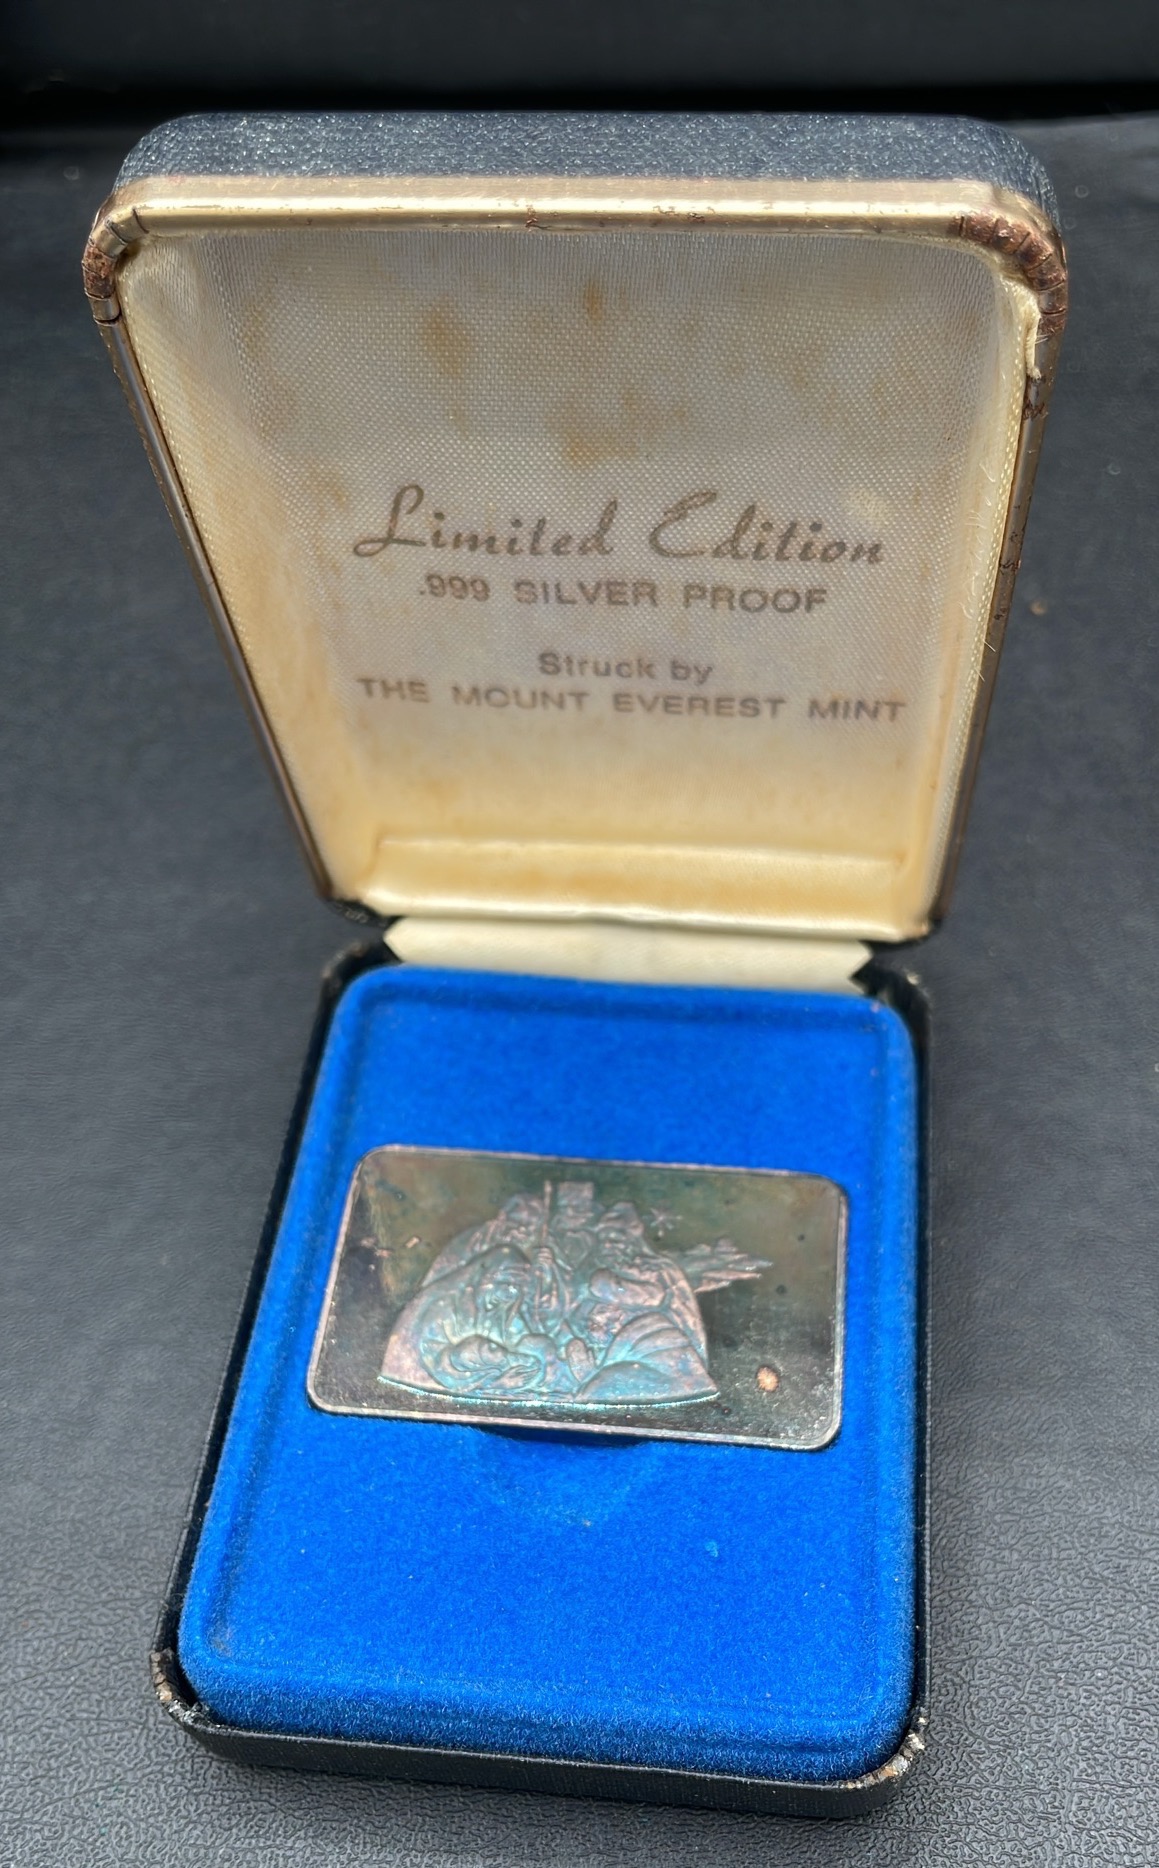 Limited Edition
.999 SILVER PROOF
Struck by
THE MOUNT EVEREST MINT